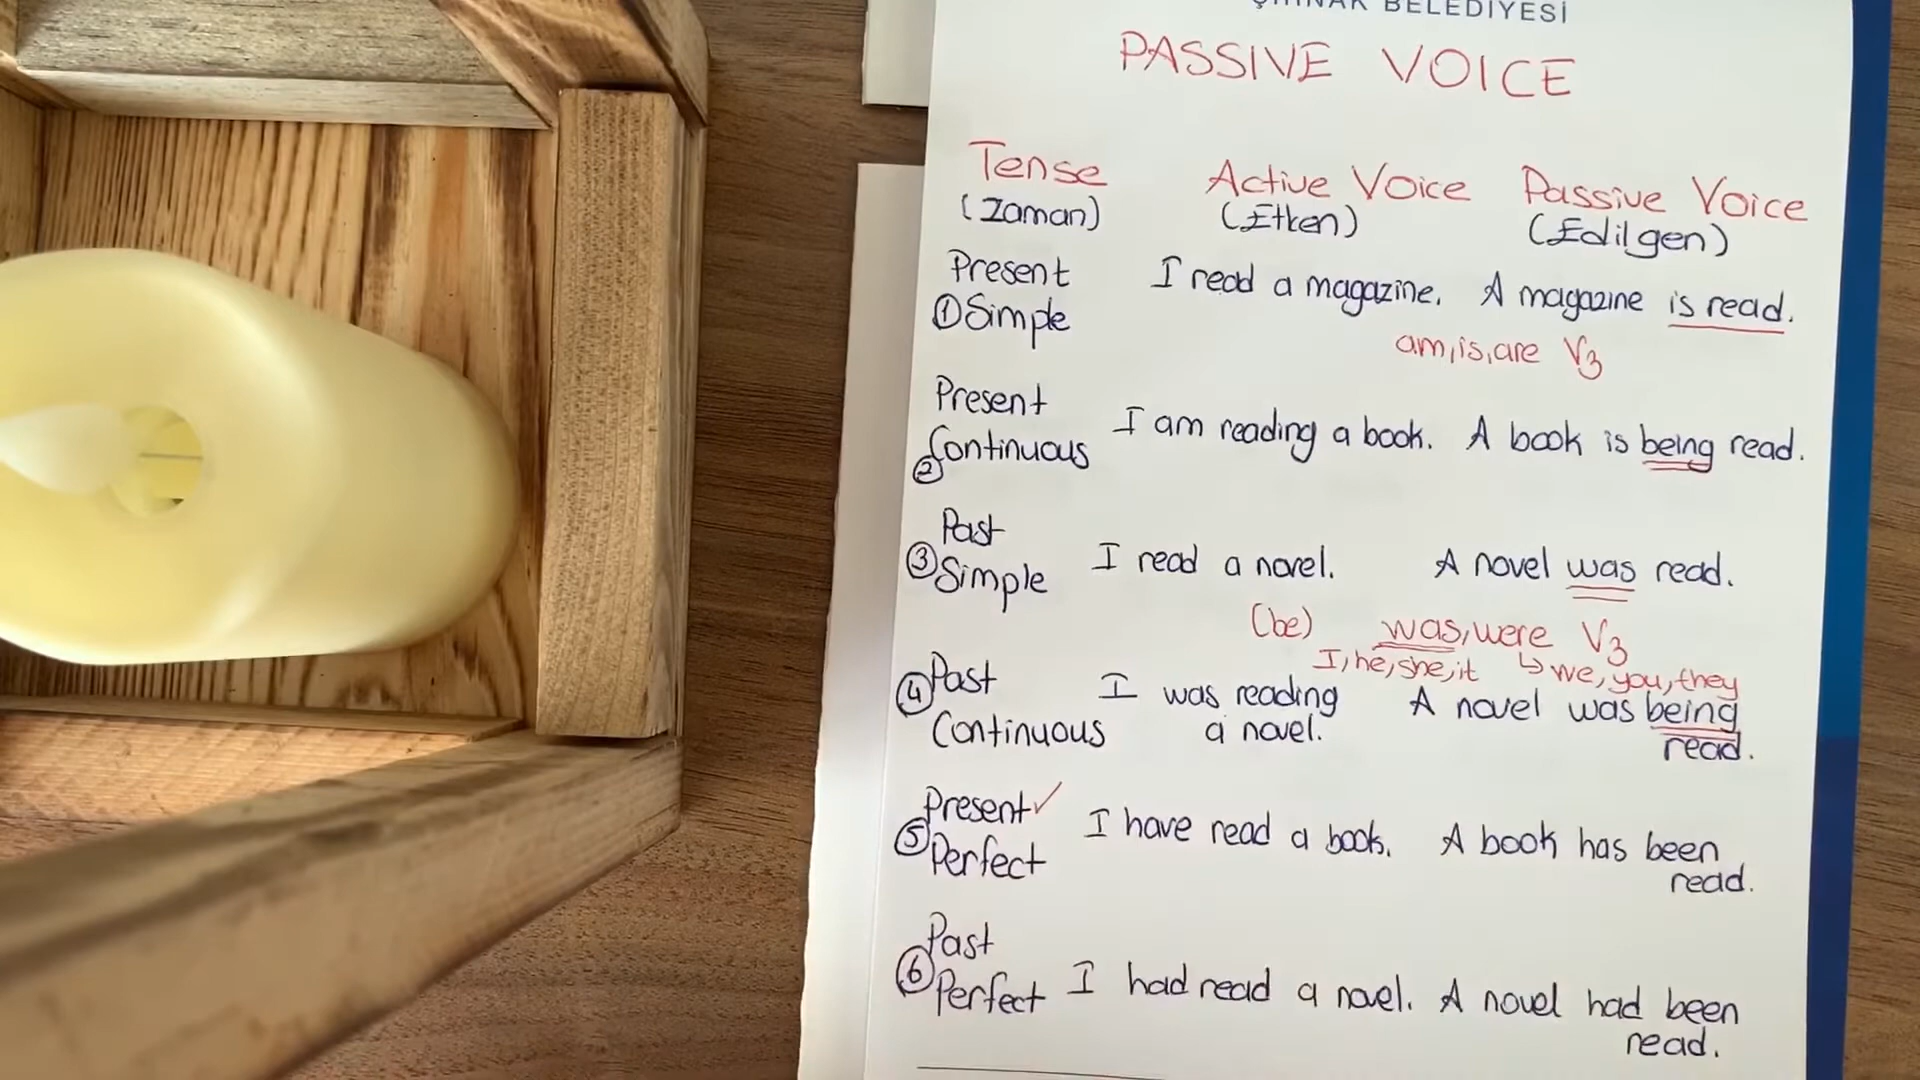 BELEDİYESİ
PASSIVE VOICE
Tense Active Voice Passive Voice
(Zaman) (Etken) (Edilgen)
Present I read a magazine. A magazine is read.
① Simple
am, is, are V3
Present I am reading a book. A book is being read.
② Continuous
Past
③ Simple I read a novel. A novel was read.
(be) was, were V3
I, he, she, it ↳ we, you, they
④ Past I was reading A novel was being
Continuous a novel. read.
Present✓ I have read a book. A book has been
⑤ Perfect read.
Past
⑥ Perfect I had read a novel. A novel had been
read.